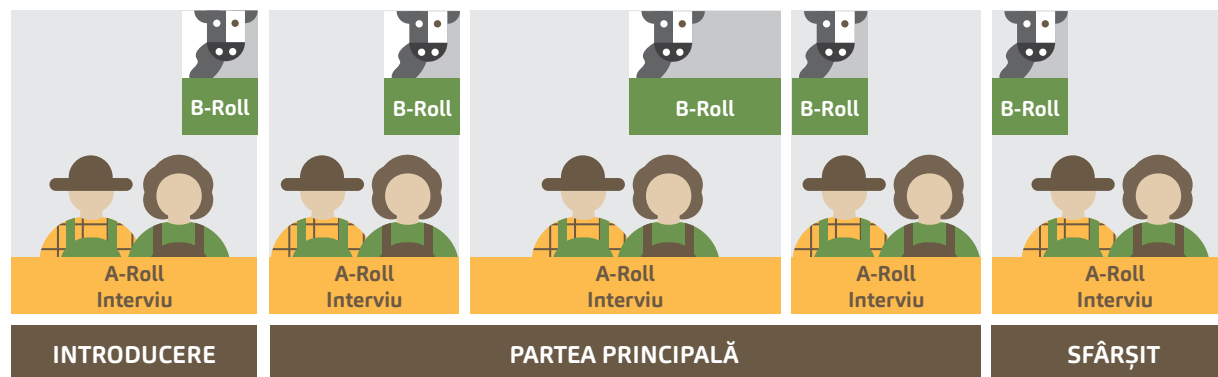 B-Roll
B-Roll
B-Roll
B-Roll
B-Roll
A-Roll
Interviu
A-Roll
Interviu
A-Roll
Interviu
A-Roll
Interviu
A-Roll
Interviu
INTRODUCERE
PARTEA PRINCIPALĂ
SFÂRȘIT